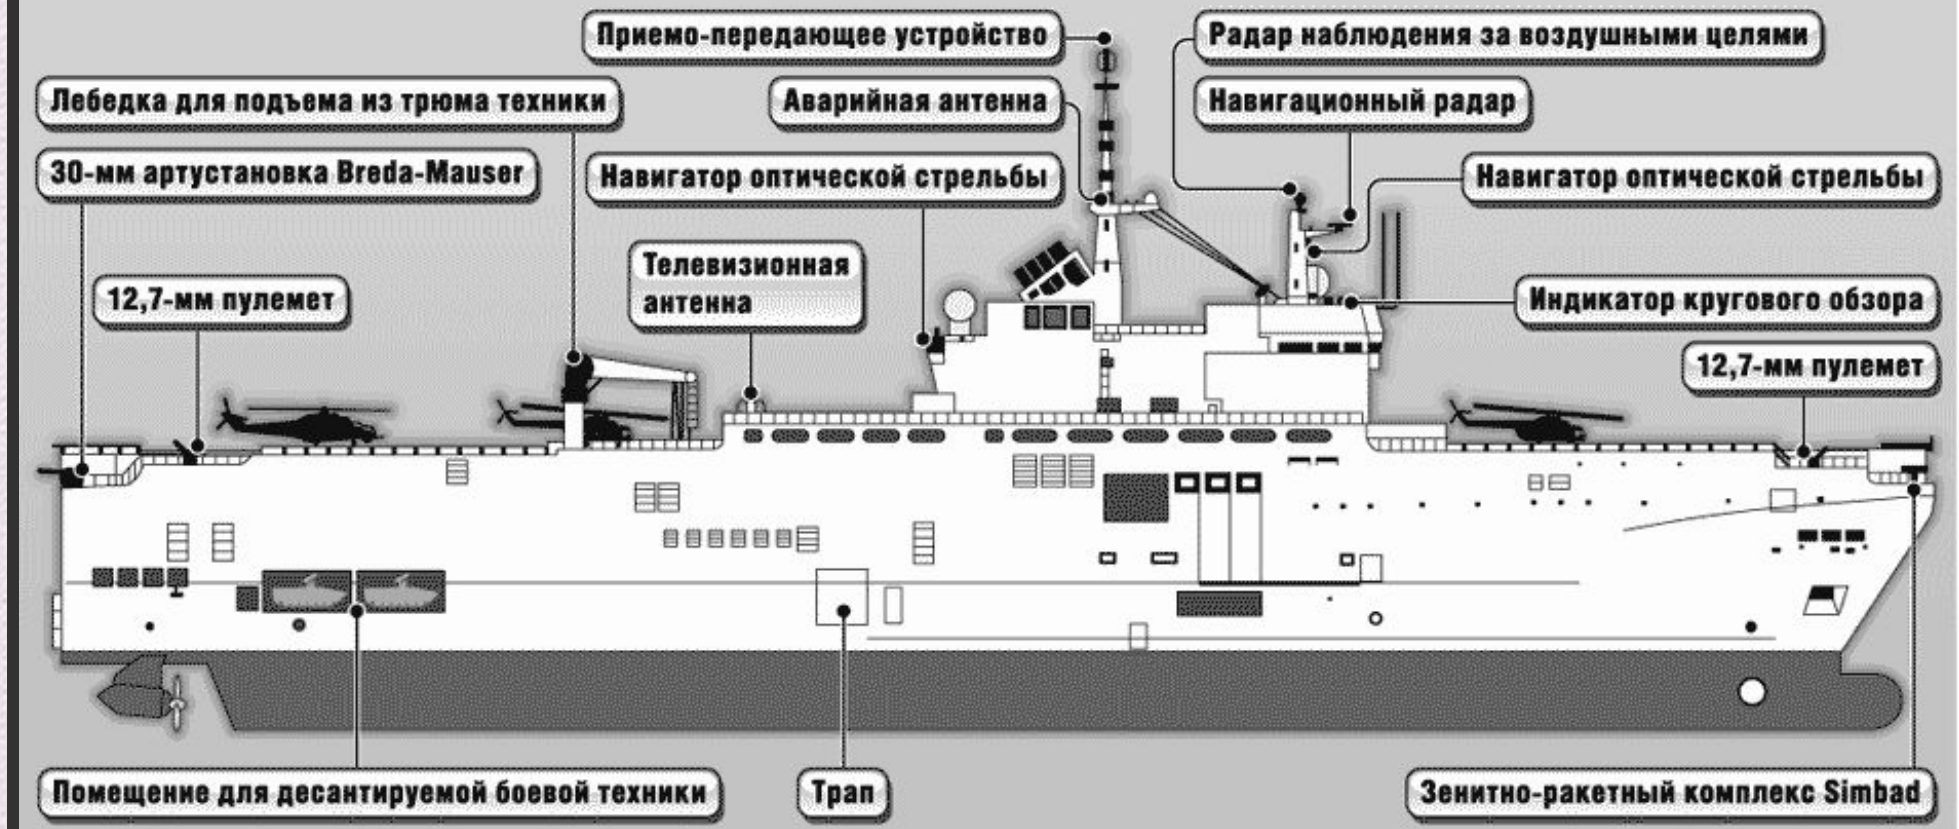 Приемо-передающее устройство
Радар наблюдения за воздушными целями
Лебедка для подъема из трюма техники
Аварийная антенна
Навигационный радар
30-мм артустановка Breda-Mauser
Навигатор оптической стрельбы
Навигатор оптической стрельбы
Телевизионная
антенна
12,7-мм пулемет
Индикатор кругового обзора
12,7-мм пулемет
Помещение для десантируемой боевой техники
Трап
Зенитно-ракетный комплекс Simbad